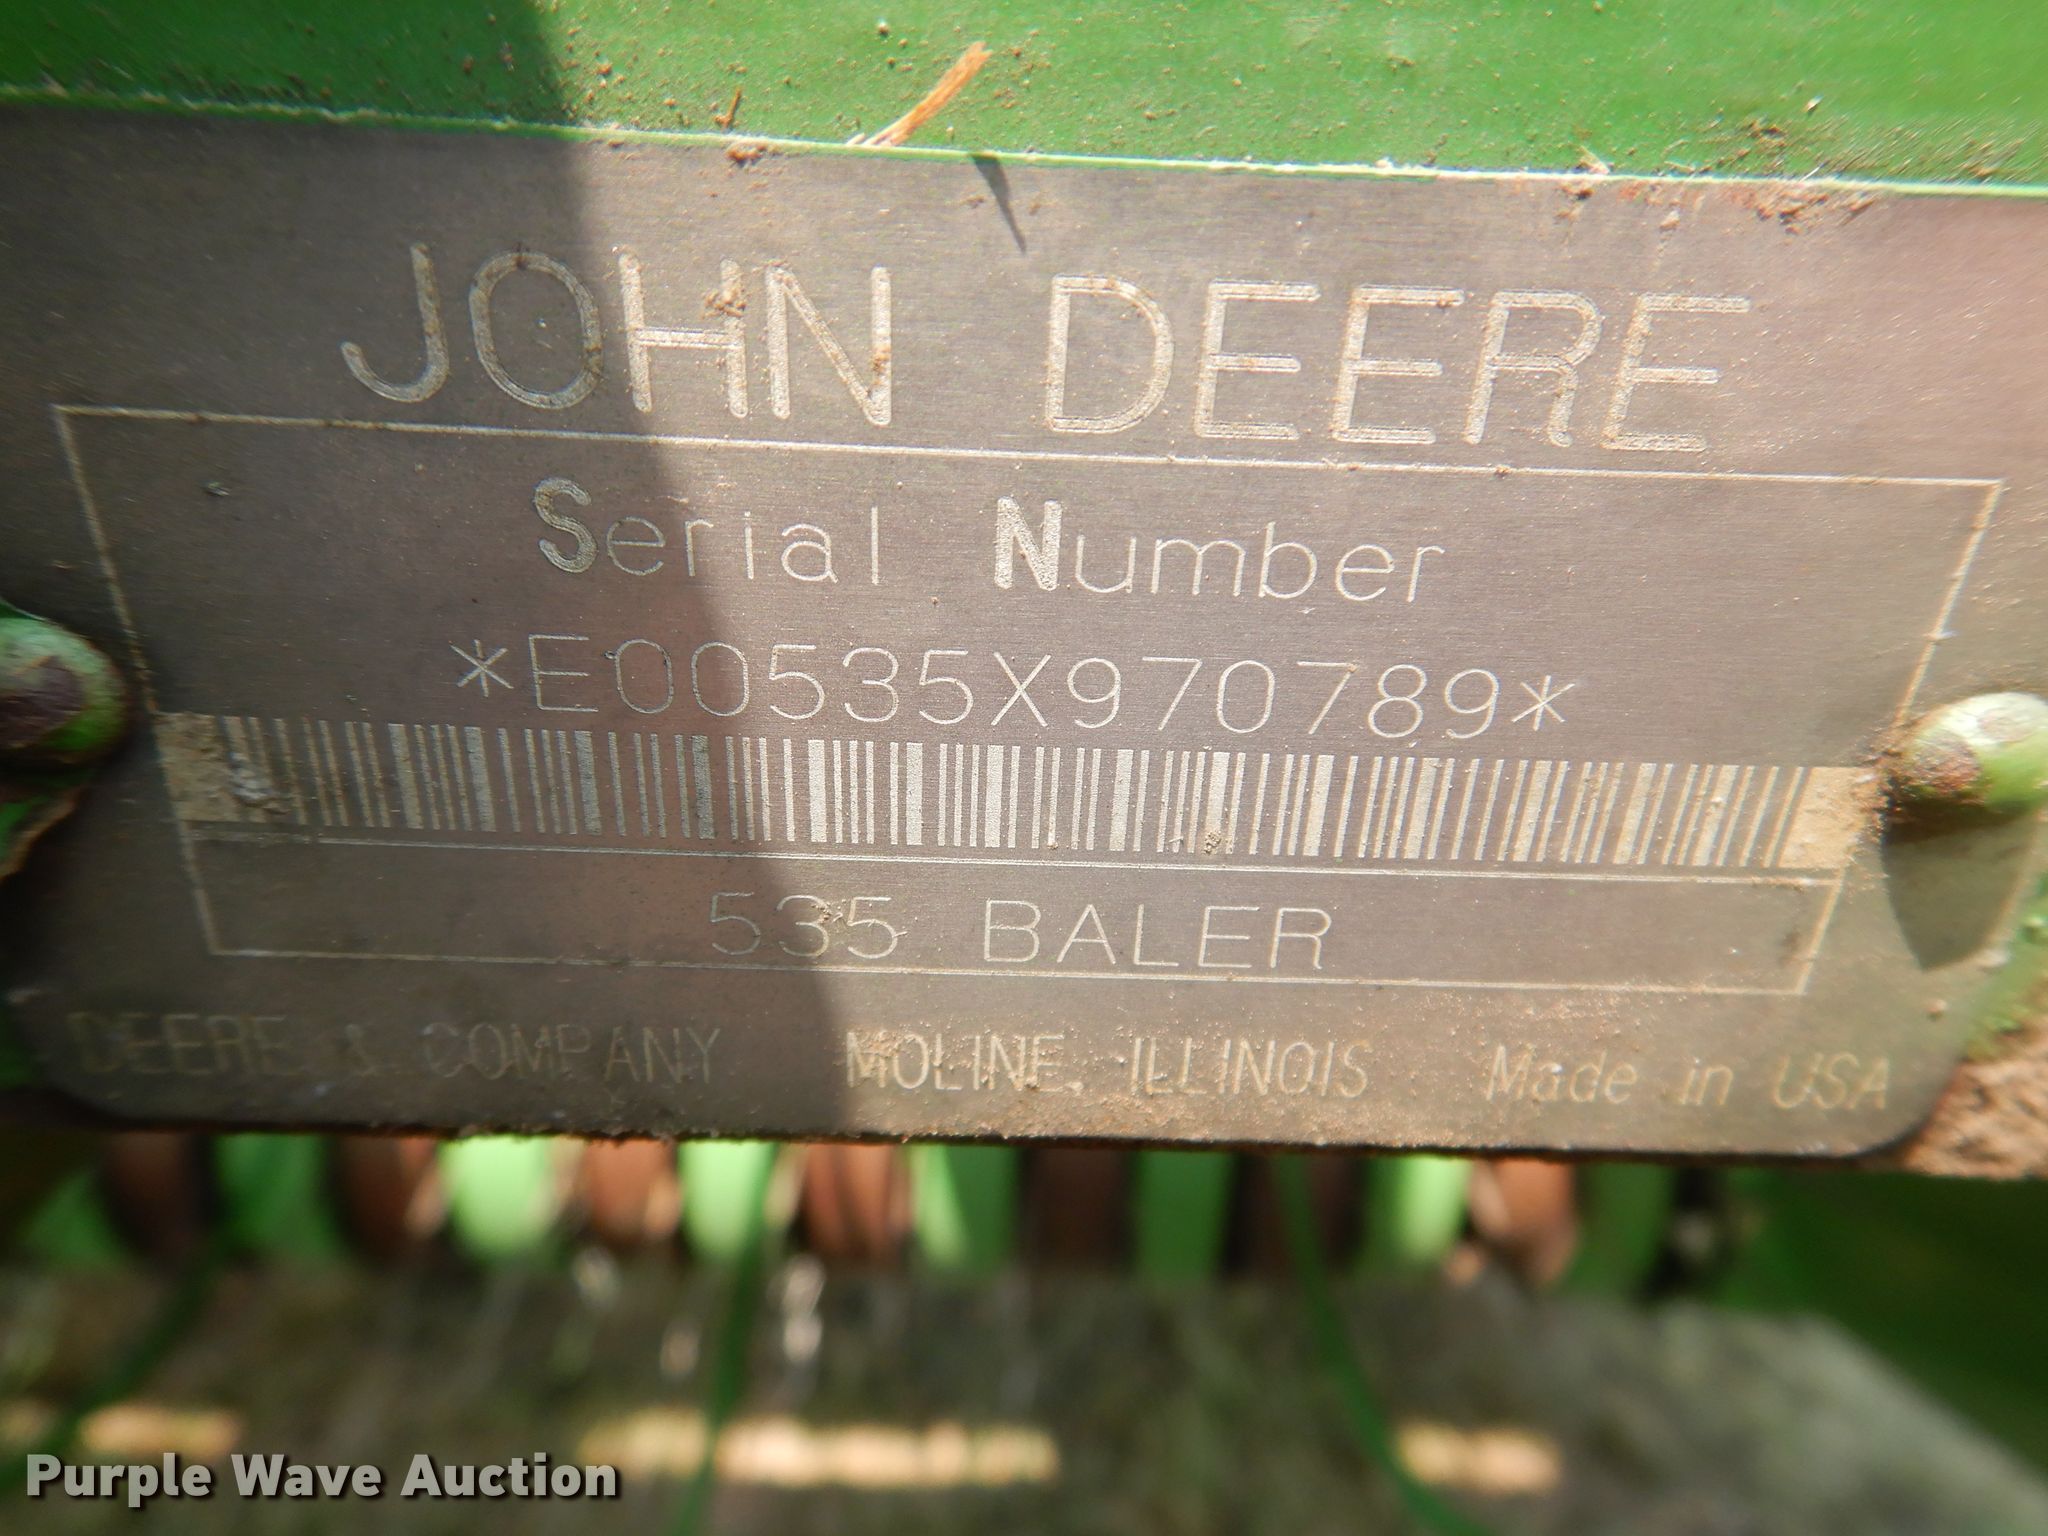 JOHN DEERE
Serial Number
*E00535X970789*
535 BALER
DEERE & COMPANY MOLINE, ILLINOIS Made in USA
Purple Wave Auction